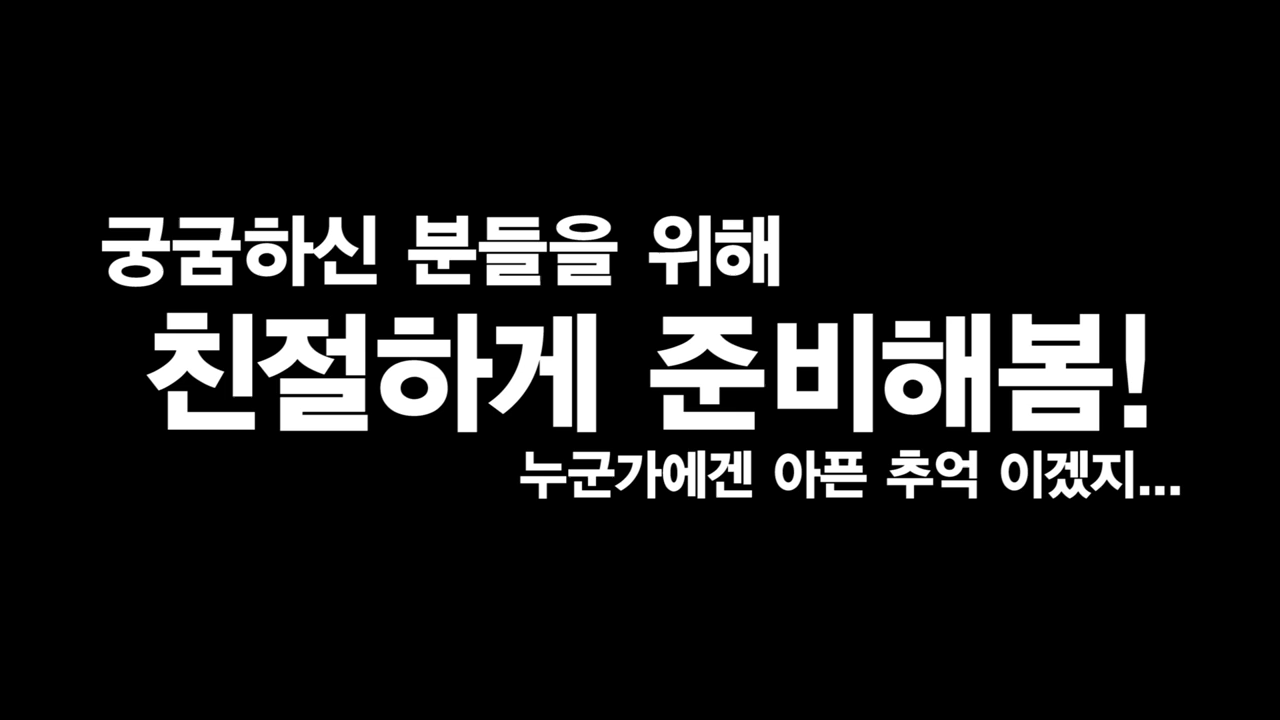 궁굼하신 분들을 위해
친절하게 준비해봄!
누군가에겐 아픈 추억 이겠지...